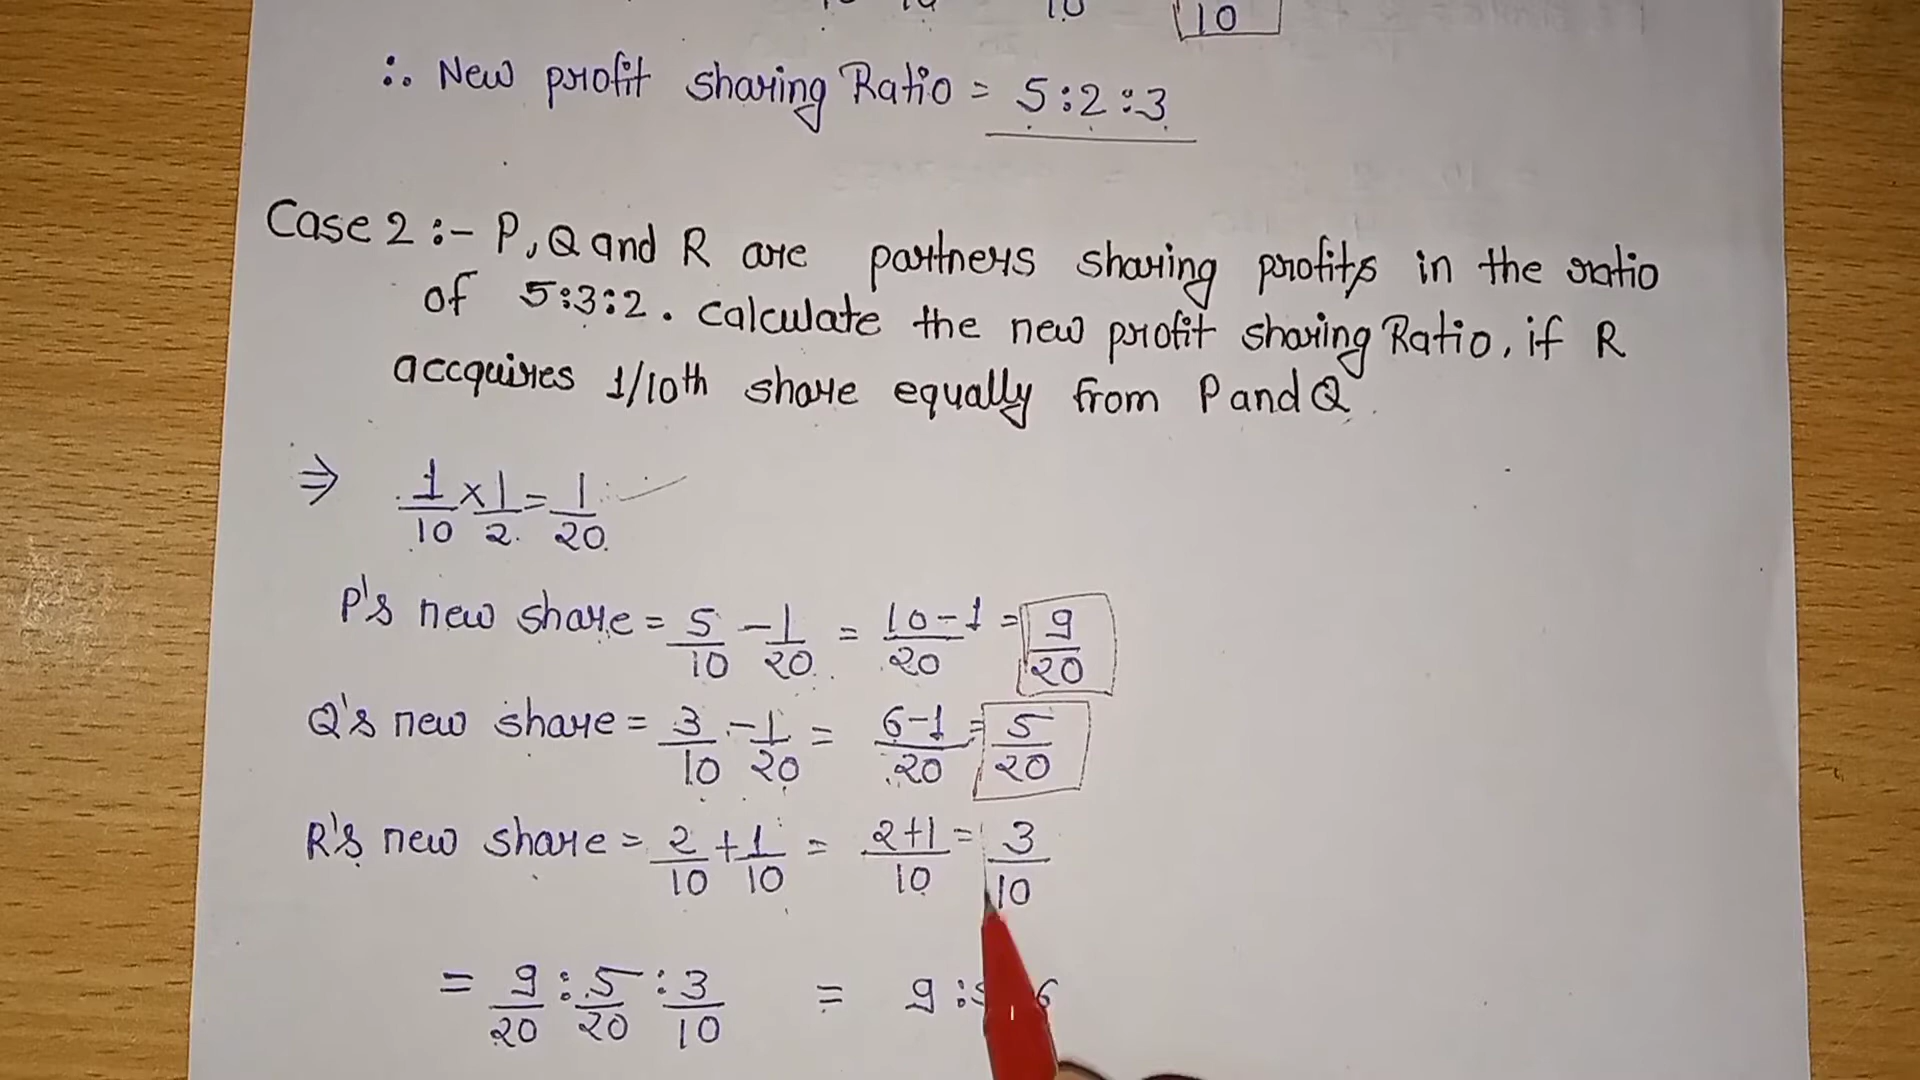 10
∴ New profit sharing Ratio = 5:2:3
Case 2 :- P, Q and R are partners sharing profits in the ratio
of 5:3:2. Calculate the new profit sharing Ratio, if R
accquires 1/10th share equally from P and Q
⇒ 1/10 × 1/2 = 1/20
P's new share = 5/10 - 1/20 = 10-1/20 = 9/20
Q's new share = 3/10 - 1/20 = 6-1/20 = 5/20
R's new share = 2/10 + 1/10 = 2+1/10 = 3/10
= 9/20 : 5/20 : 3/10 = 9 : 6